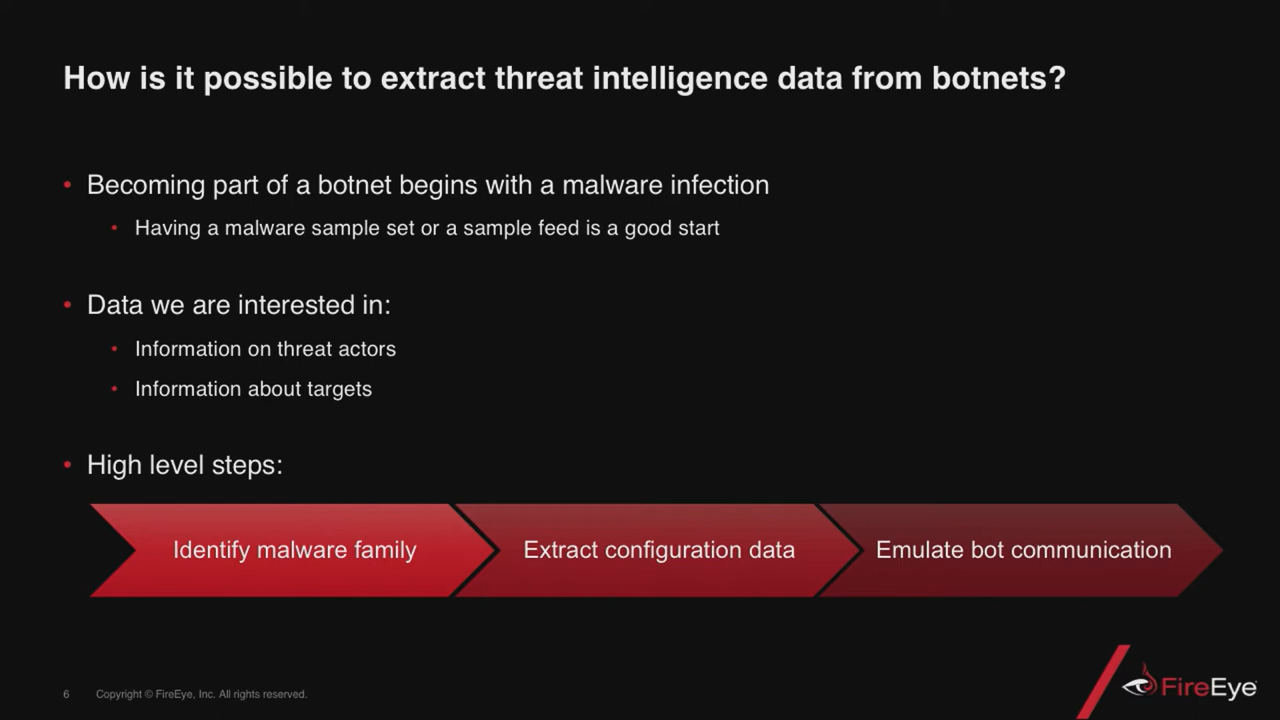 How is it possible to extract threat intelligence data from botnets?
• Becoming part of a botnet begins with a malware infection
• Having a malware sample set or a sample feed is a good start
• Data we are interested in:
• Information on threat actors
• Information about targets
• High level steps:
Identify malware family
Extract configuration data
Emulate bot communication
6 Copyright © FireEye, Inc. All rights reserved.
FireEye